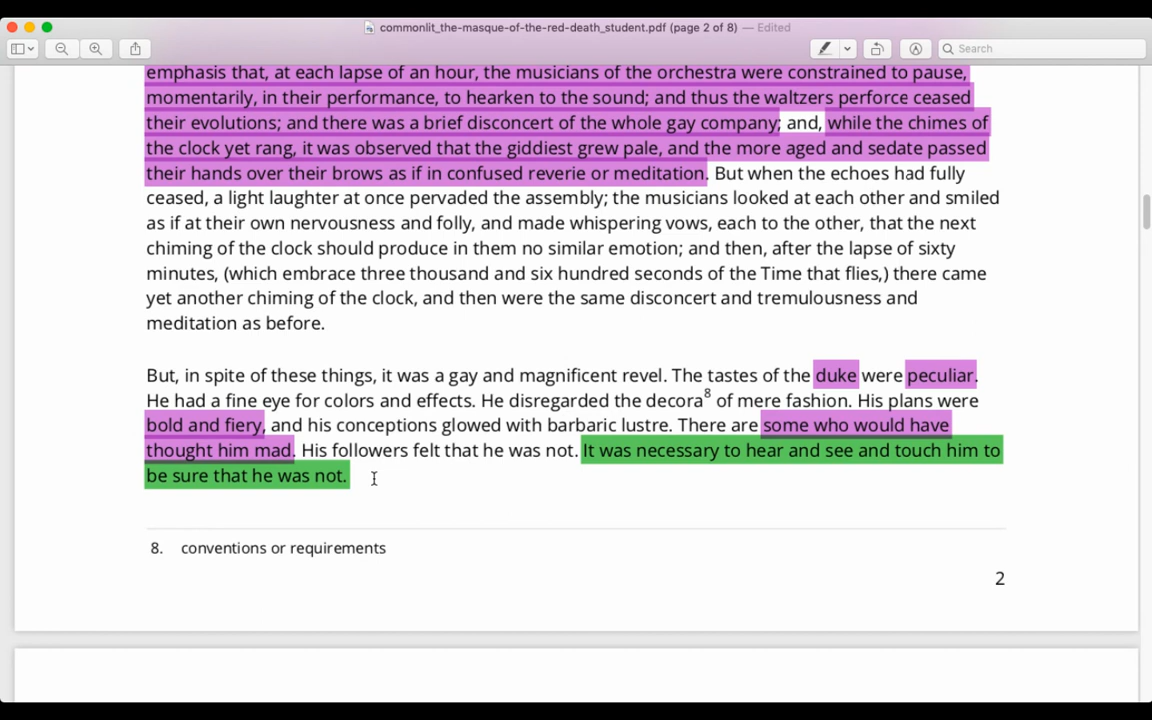 commonlit_the-masque-of-the-red-death_student.pdf (page 2 of 8) — Edited
Search
emphasis that, at each lapse of an hour, the musicians of the orchestra were constrained to pause,
momentarily, in their performance, to hearken to the sound; and thus the waltzers perforce ceased
their evolutions; and there was a brief disconcert of the whole gay company; and, while the chimes of
the clock yet rang, it was observed that the giddiest grew pale, and the more aged and sedate passed
their hands over their brows as if in confused reverie or meditation. But when the echoes had fully
ceased, a light laughter at once pervaded the assembly; the musicians looked at each other and smiled
as if at their own nervousness and folly, and made whispering vows, each to the other, that the next
chiming of the clock should produce in them no similar emotion; and then, after the lapse of sixty
minutes, (which embrace three thousand and six hundred seconds of the Time that flies,) there came
yet another chiming of the clock, and then were the same disconcert and tremulousness and
meditation as before.
But, in spite of these things, it was a gay and magnificent revel. The tastes of the duke were peculiar.
He had a fine eye for colors and effects. He disregarded the decora8 of mere fashion. His plans were
bold and fiery, and his conceptions glowed with barbaric lustre. There are some who would have
thought him mad. His followers felt that he was not. It was necessary to hear and see and touch him to
be sure that he was not.
8. conventions or requirements
2